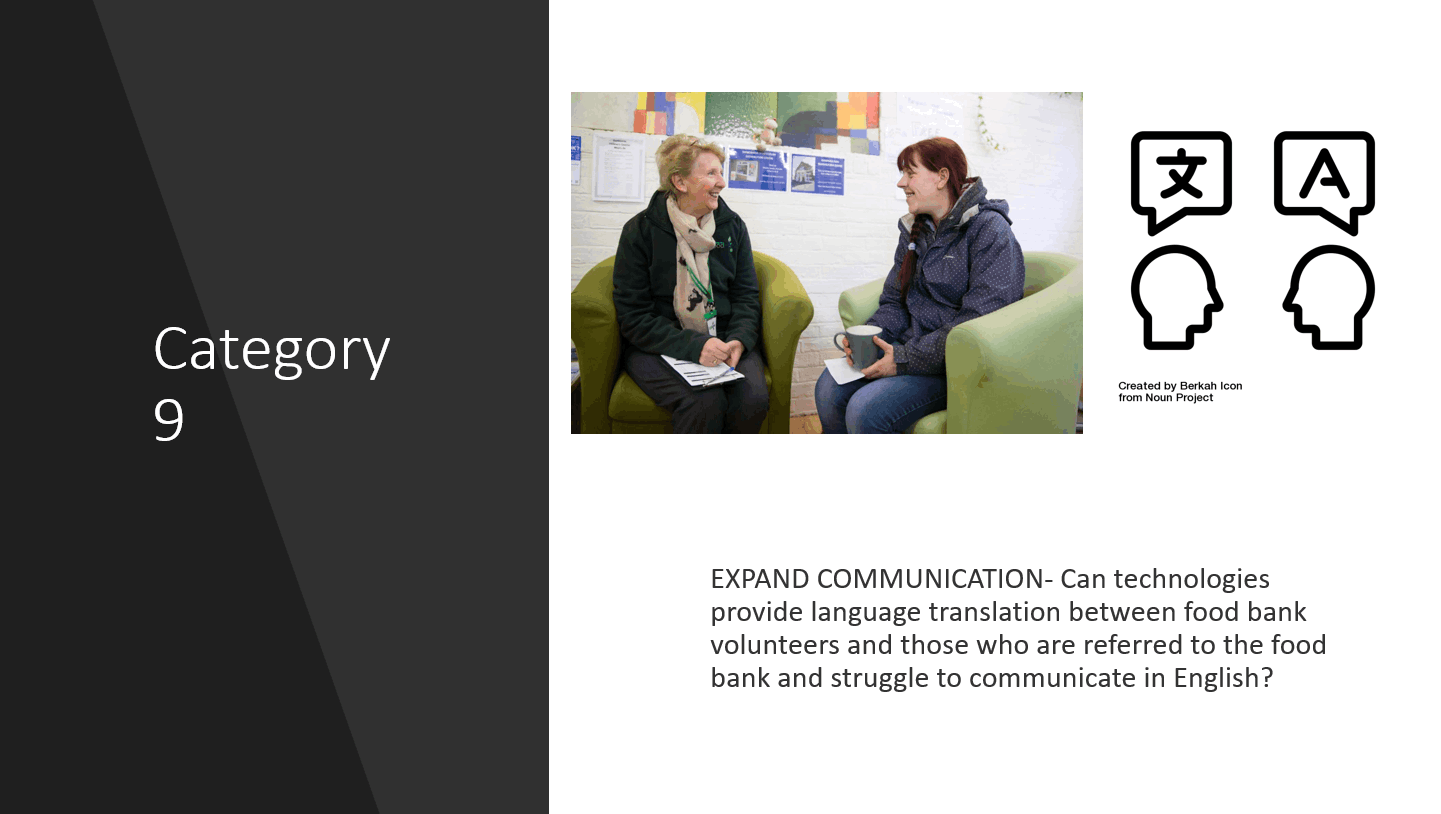 Category
9
文 A
Created by Berkah Icon
from Noun Project
EXPAND COMMUNICATION- Can technologies
provide language translation between food bank
volunteers and those who are referred to the food
bank and struggle to communicate in English?